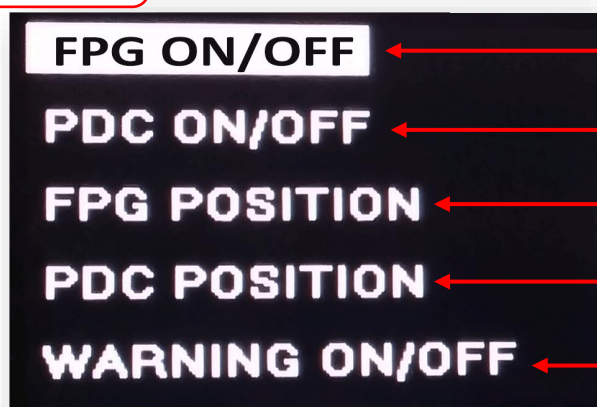 FPG ON/OFF
PDC ON/OFF
FPG POSITION
PDC POSITION
WARNING ON/OFF